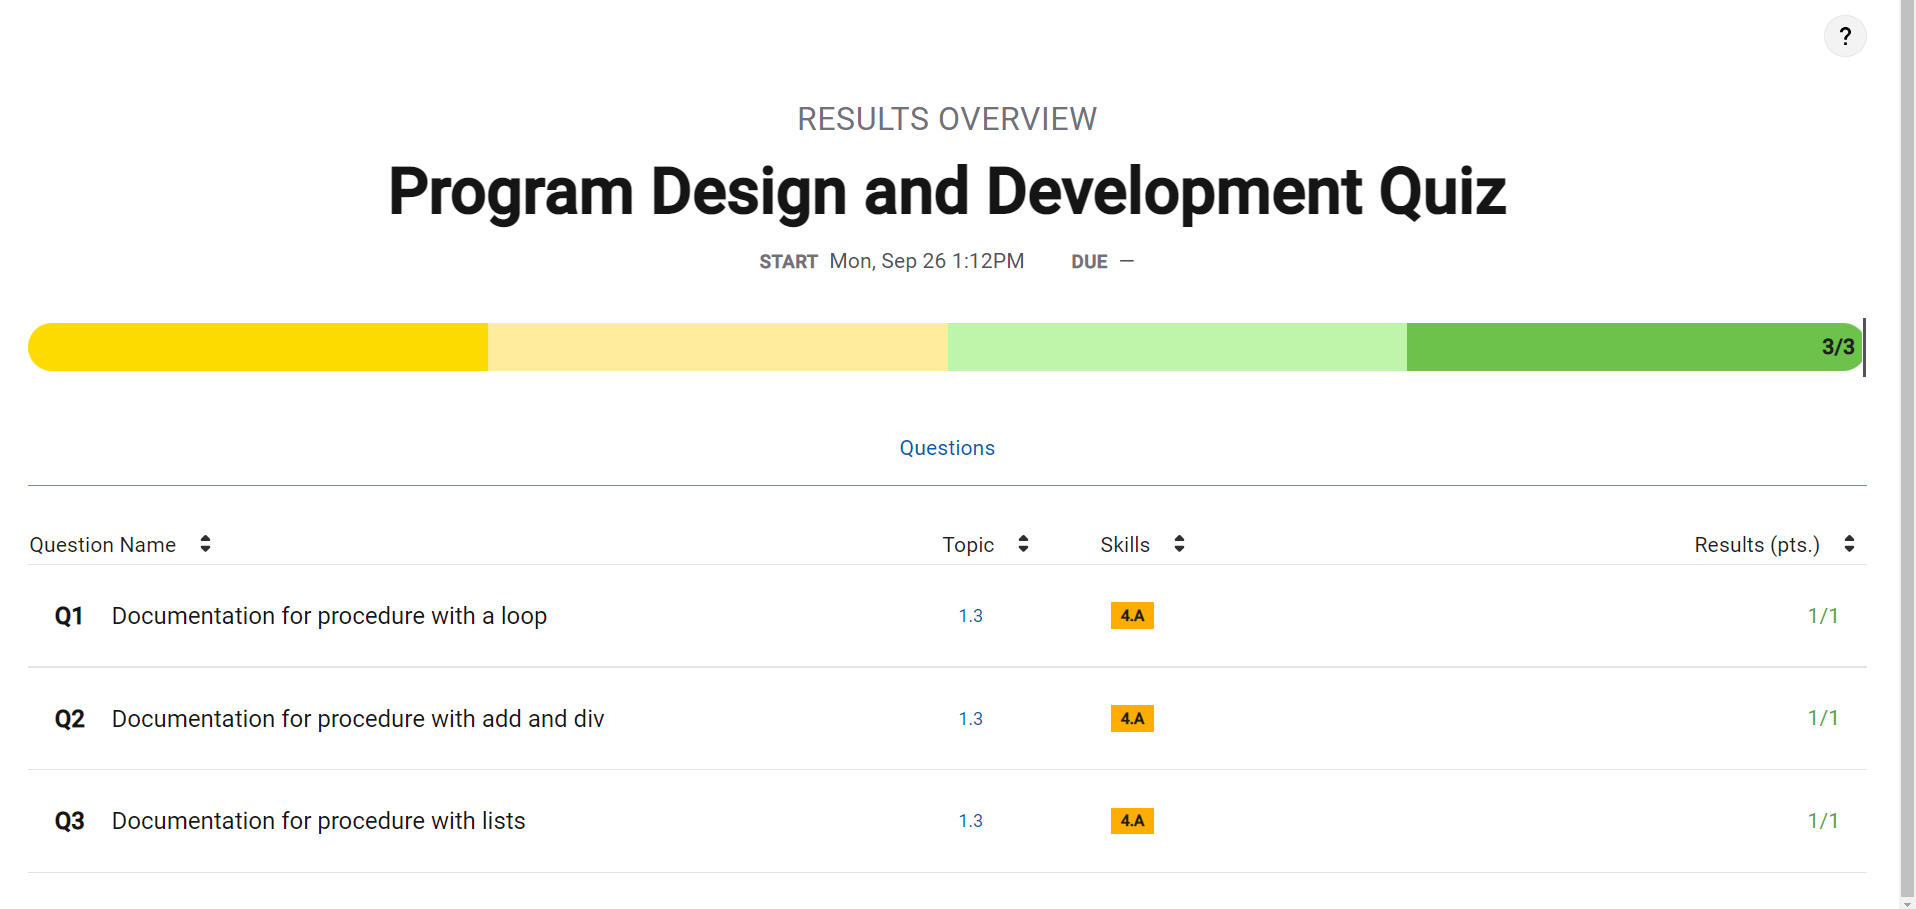 ?
RESULTS OVERVIEW
Program Design and Development Quiz
START Mon, Sep 26 1:12PM DUE —
3/3
Questions
Question Name Topic Skills Results (pts.)
Q1 Documentation for procedure with a loop 1.3 4.A 1/1
Q2 Documentation for procedure with add and div 1.3 4.A 1/1
Q3 Documentation for procedure with lists 1.3 4.A 1/1